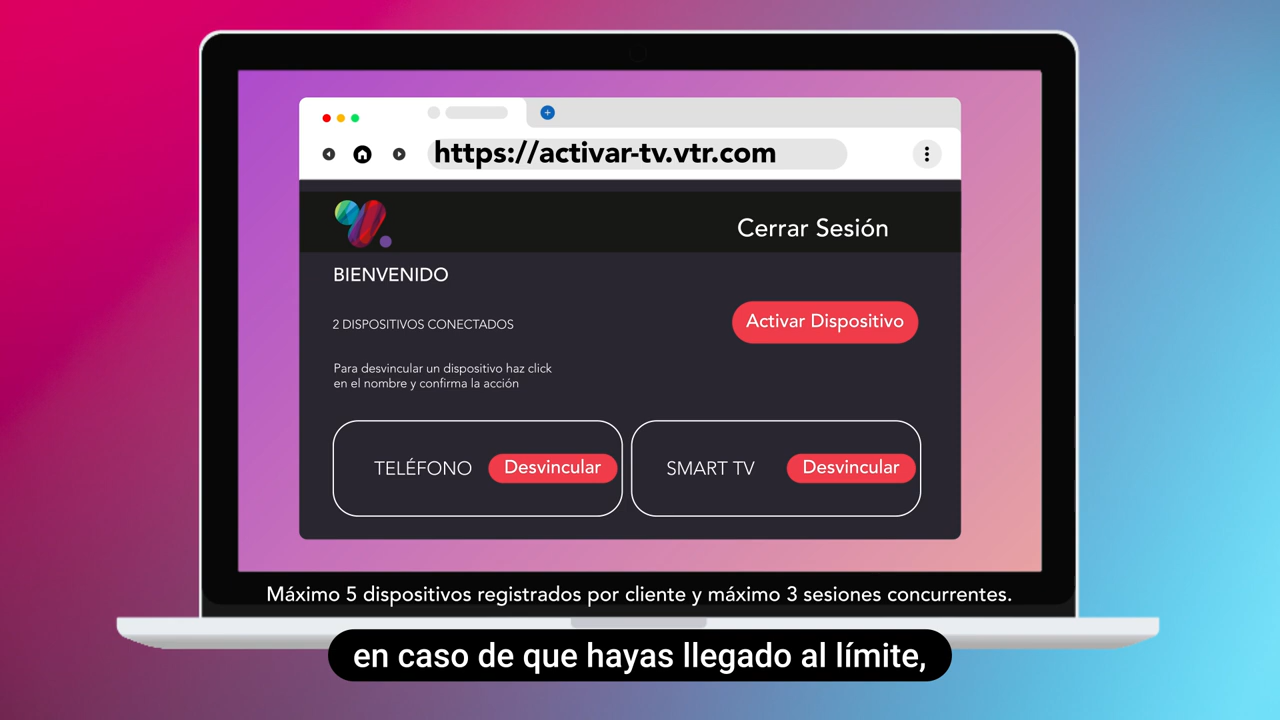 https://activar-tv.vtr.com
Cerrar Sesión
BIENVENIDO
2 DISPOSITIVOS CONECTADOS
Activar Dispositivo
Para desvincular un dispositivo haz click
en el nombre y confirma la acción
TELÉFONO Desvincular
SMART TV Desvincular
Máximo 5 dispositivos registrados por cliente y máximo 3 sesiones concurrentes.
en caso de que hayas llegado al límite,